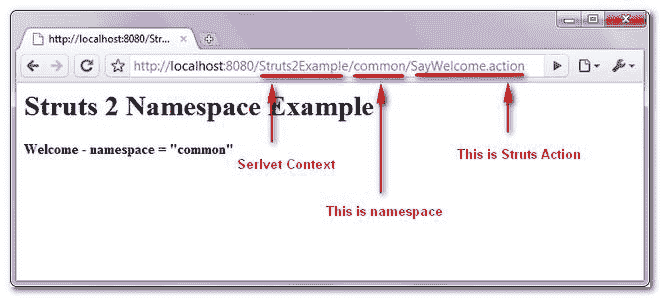 http://localhost:8080/Str...
http://localhost:8080/Struts2Example/common/SayWelcome.action
Struts 2 Namespace Example
Welcome - namespace = "common"
Serlvet Context
This is Struts Action
This is namespace